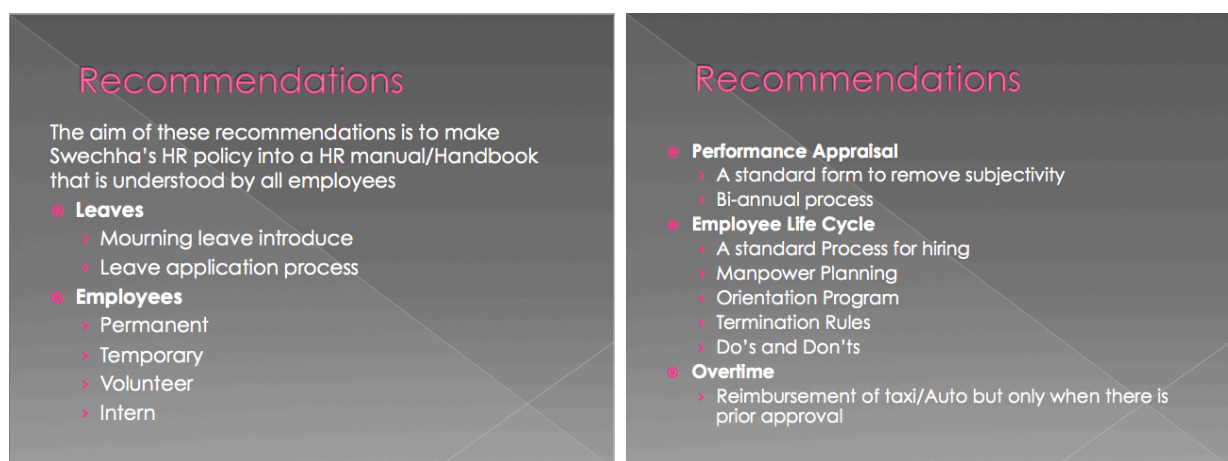 Recommendations
The aim of these recommendations is to make
Swechha's HR policy into a HR manual/Handbook
that is understood by all employees
Leaves
Mourning leave introduce
Leave application process
Employees
Permanent
Temporary
Volunteer
Intern
Recommendations
Performance Appraisal
A standard form to remove subjectivity
Bi-annual process
Employee Life Cycle
A standard Process for hiring
Manpower Planning
Orientation Program
Termination Rules
Do's and Don'ts
Overtime
Reimbursement of taxi/Auto but only when there is
prior approval